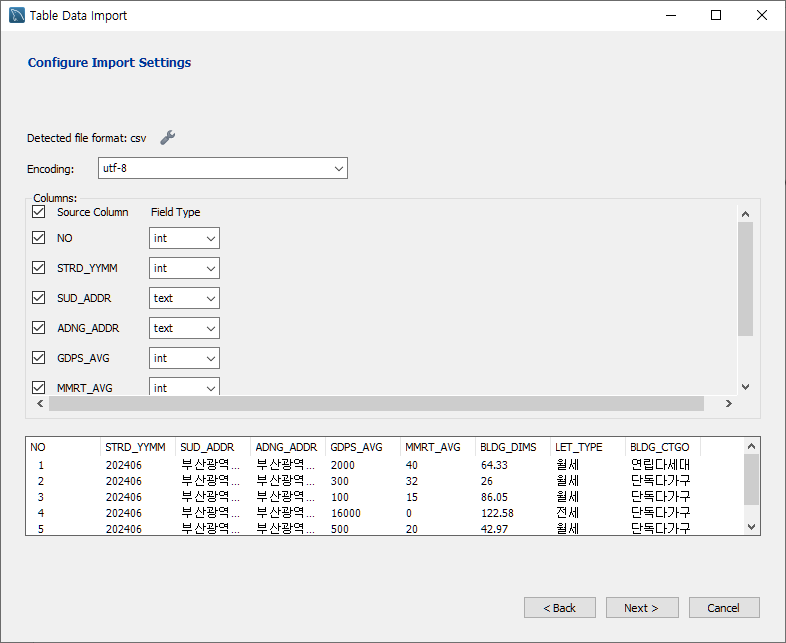 Table Data Import
Configure Import Settings
Detected file format: csv
Encoding: utf-8
Columns:
Source Column Field Type
NO int
STRD_YYMM int
SUD_ADDR text
ADNG_ADDR text
GDPS_AVG int
MMRT_AVG int
NO STRD_YYMM SUD_ADDR ADNG_ADDR GDPS_AVG MMRT_AVG BLDG_DIMS LET_TYPE BLDG_CTGO
1 202406 부산광역... 부산광역... 2000 40 64.33 월세 연립다세대
2 202406 부산광역... 부산광역... 300 32 26 월세 단독다가구
3 202406 부산광역... 부산광역... 100 15 86.05 월세 단독다가구
4 202406 부산광역... 부산광역... 16000 0 122.58 전세 단독다가구
5 202406 부산광역... 부산광역... 500 20 42.97 월세 단독다가구
< Back Next > Cancel